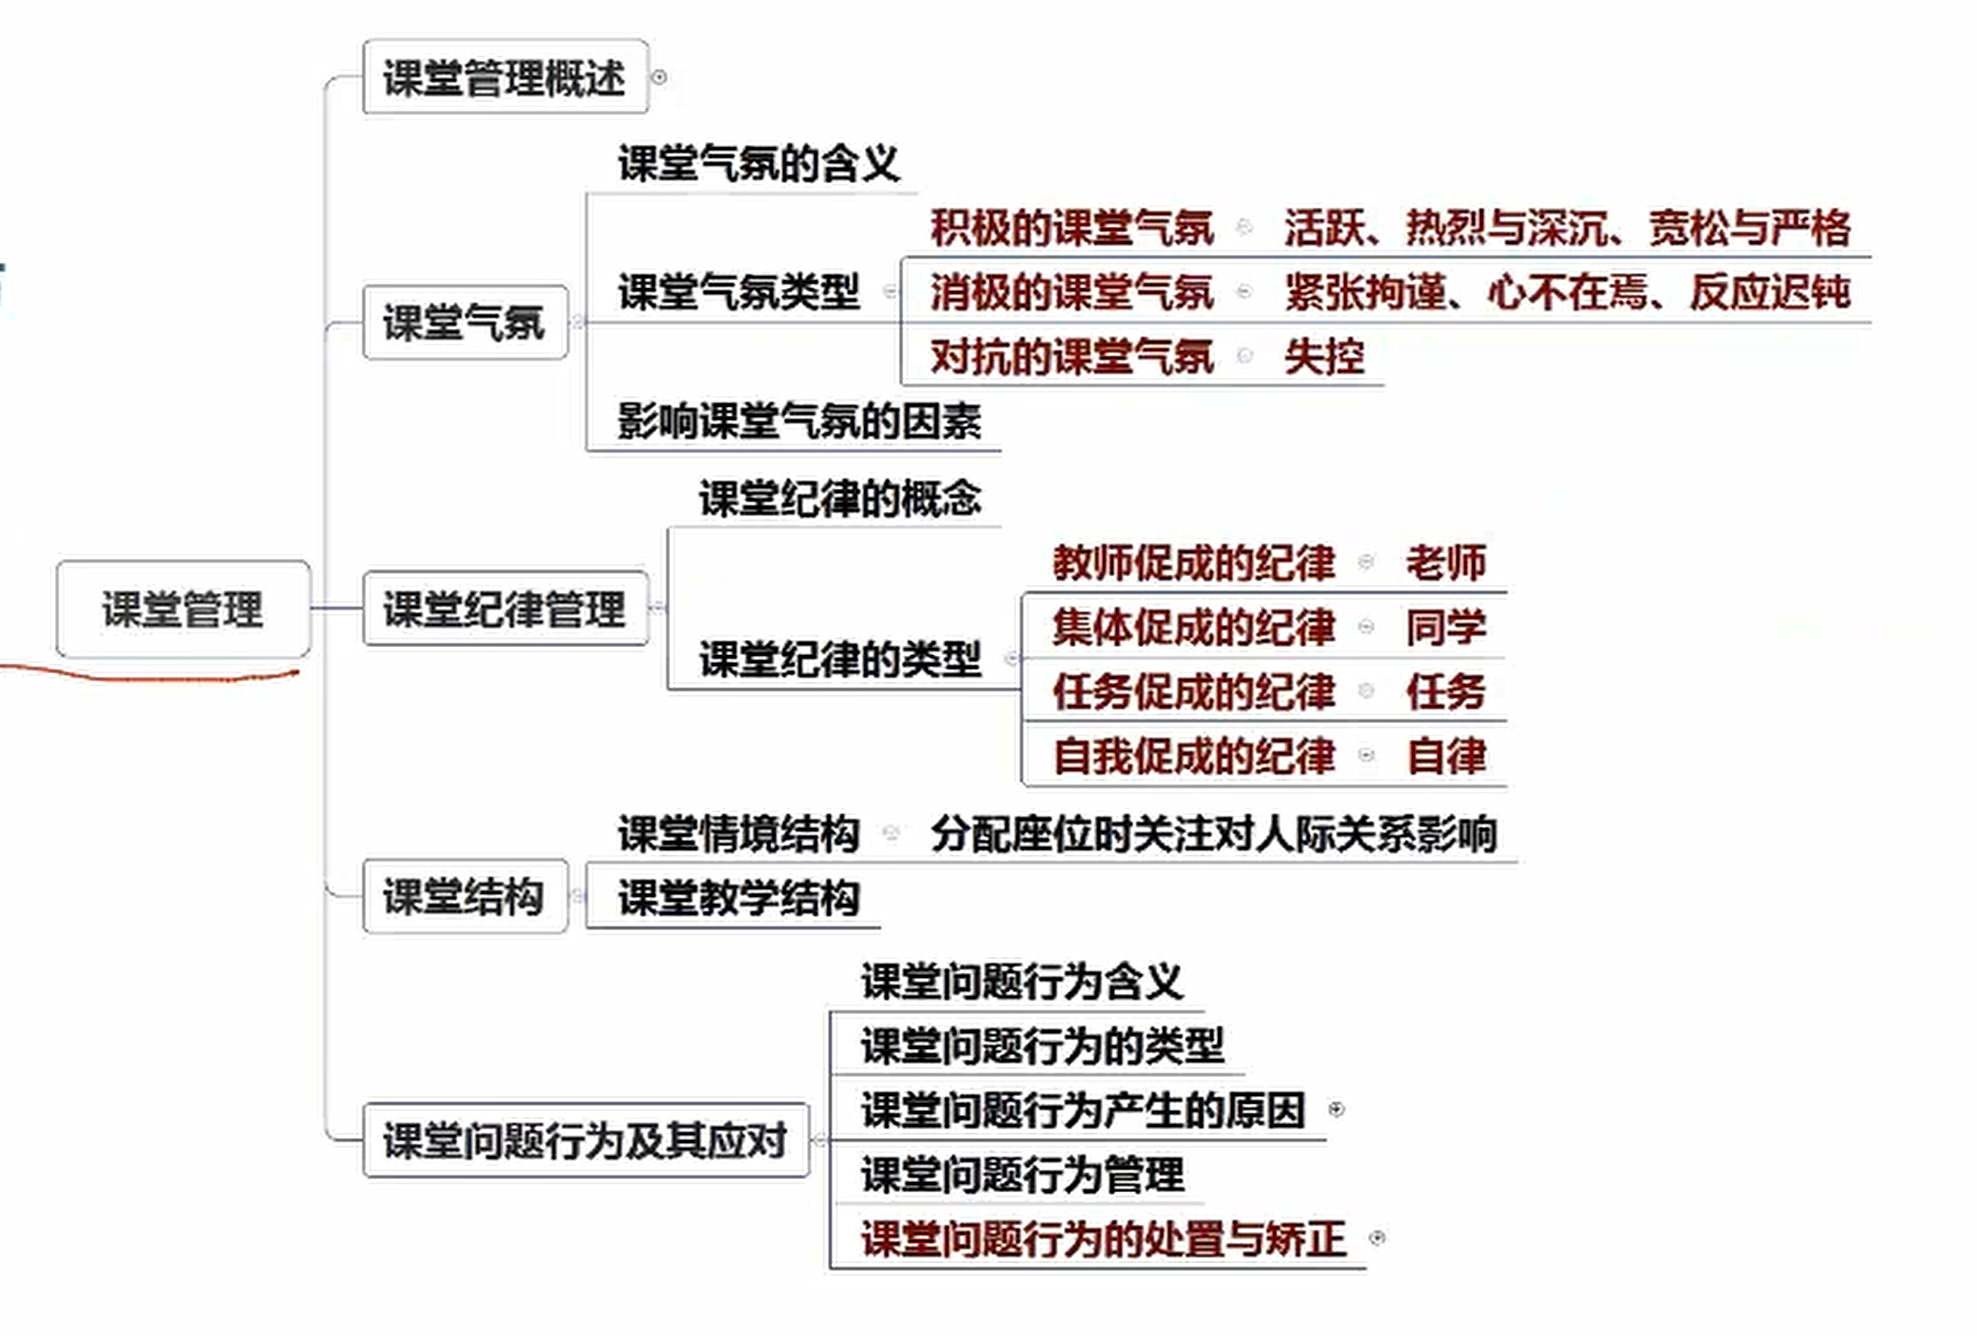 课堂管理概述
课堂气氛的含义
积极的课堂气氛 活跃、热烈与深沉、宽松与严格
课堂气氛类型
消极的课堂气氛 紧张拘谨、心不在焉、反应迟钝
课堂气氛
对抗的课堂气氛 失控
影响课堂气氛的因素
课堂纪律的概念
教师促成的纪律 老师
课堂管理
课堂纪律管理
集体促成的纪律 同学
课堂纪律的类型
任务促成的纪律 任务
自我促成的纪律 自律
课堂情境结构 分配座位时关注对人际关系影响
课堂结构
课堂教学结构
课堂问题行为含义
课堂问题行为的类型
课堂问题行为产生的原因
课堂问题行为及其应对
课堂问题行为管理
课堂问题行为的处置与矫正